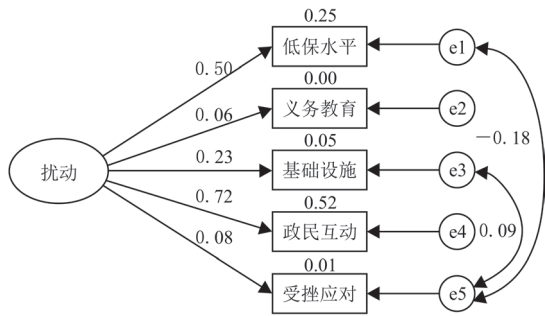 0.25
低保水平
e1
0.50
0.00
义务教育
e2
0.06
－0.18
0.05
基础设施
e3
0.23
扰动
0.52
政民互动
e4
0.72
0.09
0.01
受挫应对
e5
0.08